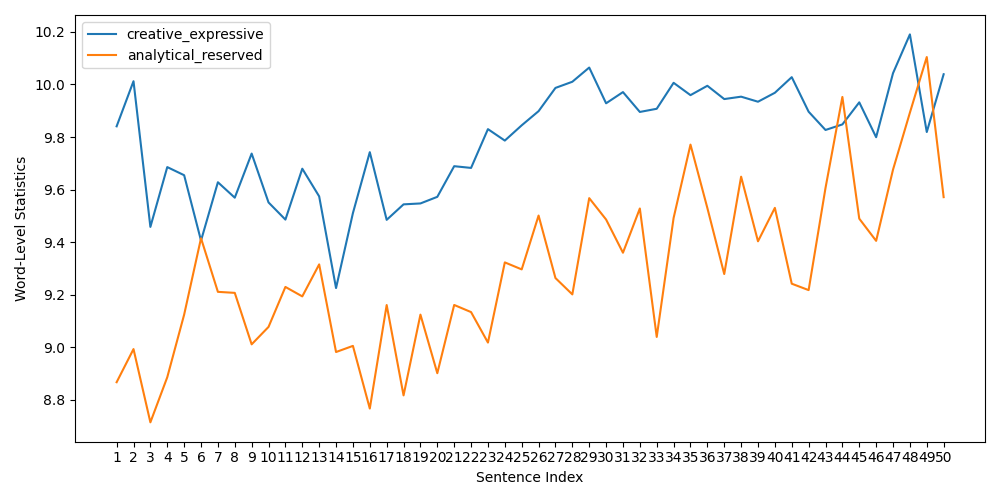 creative_expressive
analytical_reserved
10.2
10.0
9.8
9.6
9.4
9.2
9.0
8.8
Word-Level Statistics
1 2 3 4 5 6 7 8 9 10 11 12 13 14 15 16 17 18 19 20 21 22 23 24 25 26 27 28 29 30 31 32 33 34 35 36 37 38 39 40 41 42 43 44 45 46 47 48 49 50
Sentence Index